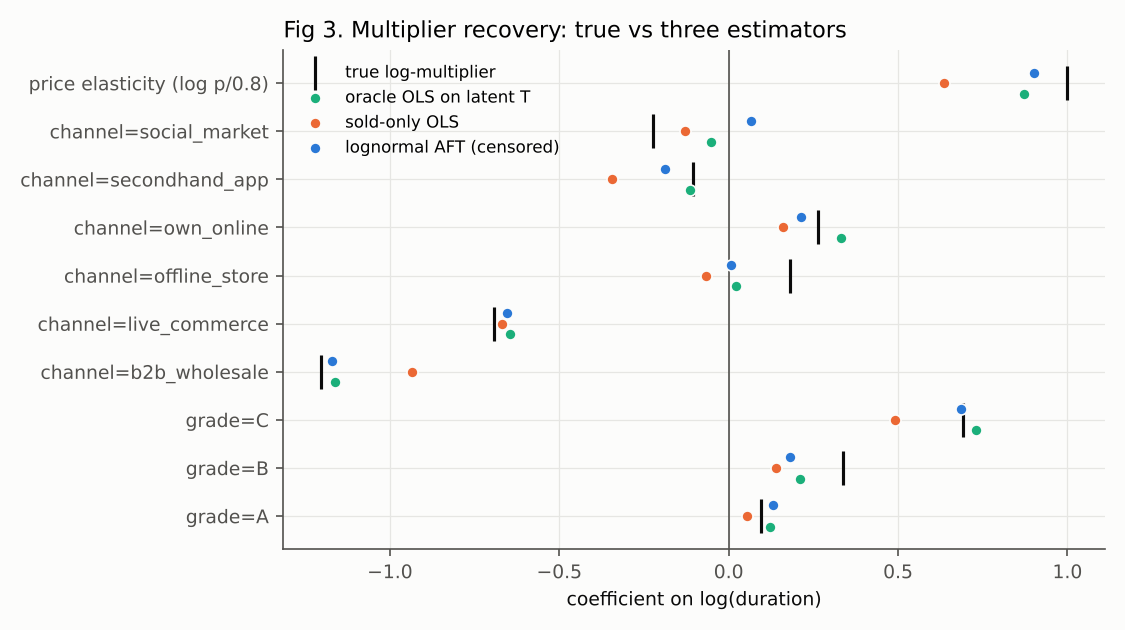 Fig 3. Multiplier recovery: true vs three estimators
price elasticity (log p/0.8)
channel=social_market
channel=secondhand_app
channel=own_online
channel=offline_store
channel=live_commerce
channel=b2b_wholesale
grade=C
grade=B
grade=A
true log-multiplier
oracle OLS on latent T
sold-only OLS
lognormal AFT (censored)
−1.0 −0.5 0.0 0.5 1.0
coefficient on log(duration)